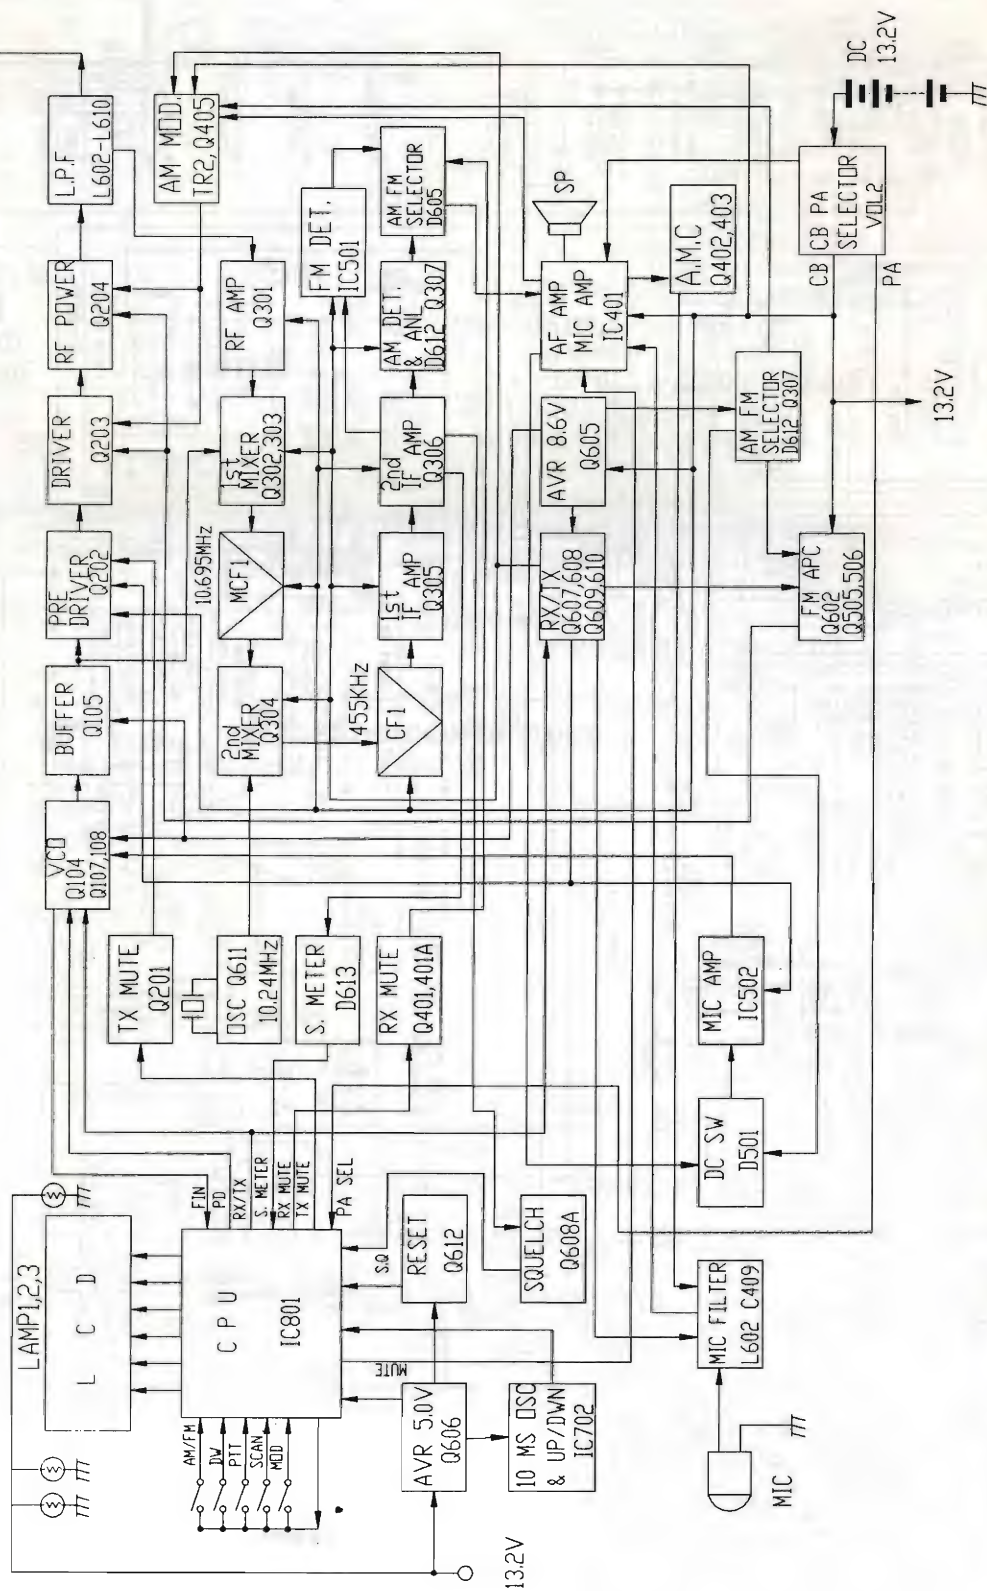 LAMP1,2,3
L C D
C P U
IC801
AM/FM
DW
PTT
SCAN
MOD
FIN
PD
RX/TX
S. METER
RX MUTE
TX MUTE
PA SEL
S.Q
MUTE
13.2V
AVR 5.0V
Q606
RESET
Q612
10 MS OSC
& UP/DWN
IC702
SQUELCH
Q608A
MIC
MIC FILTER
L602 C409
DC SW
D501
MIC AMP
IC502
TX MUTE
Q201
OSC Q611
10.24MHz
S. METER
D613
RX MUTE
Q401,401A
VCO
Q104
Q107,108
BUFFER
Q105
PRE
DRIVER
Q202
DRIVER
Q203
RF POWER
Q204
L.P.F
L602-L610
AM MOD.
TR2,Q405
2nd
MIXER
Q304
10.695MHz
MCF1
1st
MIXER
Q302,303
RF AMP
Q301
FM DET.
IC501
455KHz
CF1
1st
IF AMP
Q305
2nd
IF AMP
Q306
AM DET.
& ANL
D612 Q307
AM FM
SELECTOR
D605
RX/TX
Q607,608
Q609,610
AVR 8.6V
Q605
AF AMP
MIC AMP
IC401
SP
A.M.C
Q402,403
FM APC
Q602
Q505,506
AM FM
SELECTOR
D612 Q307
13.2V
CB
PA
CB PA
SELECTOR
VOL2
DC
13.2V